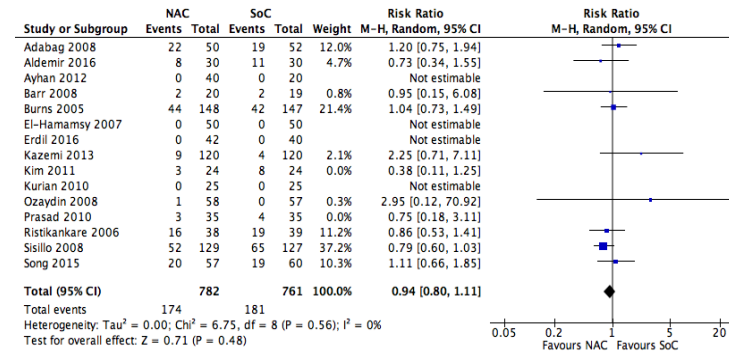 NAC SoC Risk Ratio Risk Ratio
Study or Subgroup Events Total Events Total Weight M-H, Random, 95% CI M-H, Random, 95% CI
Adabag 2008 22 50 19 52 12.0% 1.20 [0.75, 1.94]
Aldemir 2016 8 30 11 30 4.7% 0.73 [0.34, 1.55]
Ayhan 2012 0 40 0 20 Not estimable
Barr 2008 2 20 2 19 0.8% 0.95 [0.15, 6.08]
Burns 2005 44 148 42 147 21.4% 1.04 [0.73, 1.49]
El-Hamamsy 2007 0 50 0 50 Not estimable
Erdil 2016 0 42 0 40 Not estimable
Kazemi 2013 9 120 4 120 2.1% 2.25 [0.71, 7.11]
Kim 2011 3 24 8 24 0.0% 0.38 [0.11, 1.25]
Kurian 2010 0 25 0 25 Not estimable
Ozaydin 2008 1 58 0 57 0.3% 2.95 [0.12, 70.92]
Prasad 2010 3 35 4 35 0.0% 0.75 [0.18, 3.11]
Ristikankare 2006 16 38 19 39 11.2% 0.86 [0.53, 1.41]
Sisillo 2008 52 129 65 127 37.2% 0.79 [0.60, 1.03]
Song 2015 20 57 19 60 10.3% 1.11 [0.66, 1.85]
Total (95% CI) 782 761 100.0% 0.94 [0.80, 1.11]
Total events 174 181
Heterogeneity: Tau² = 0.00; Chi² = 6.75, df = 8 (P = 0.56); I² = 0%
Test for overall effect: Z = 0.71 (P = 0.48)
0.05 0.2 1 5 20
Favours NAC Favours SoC